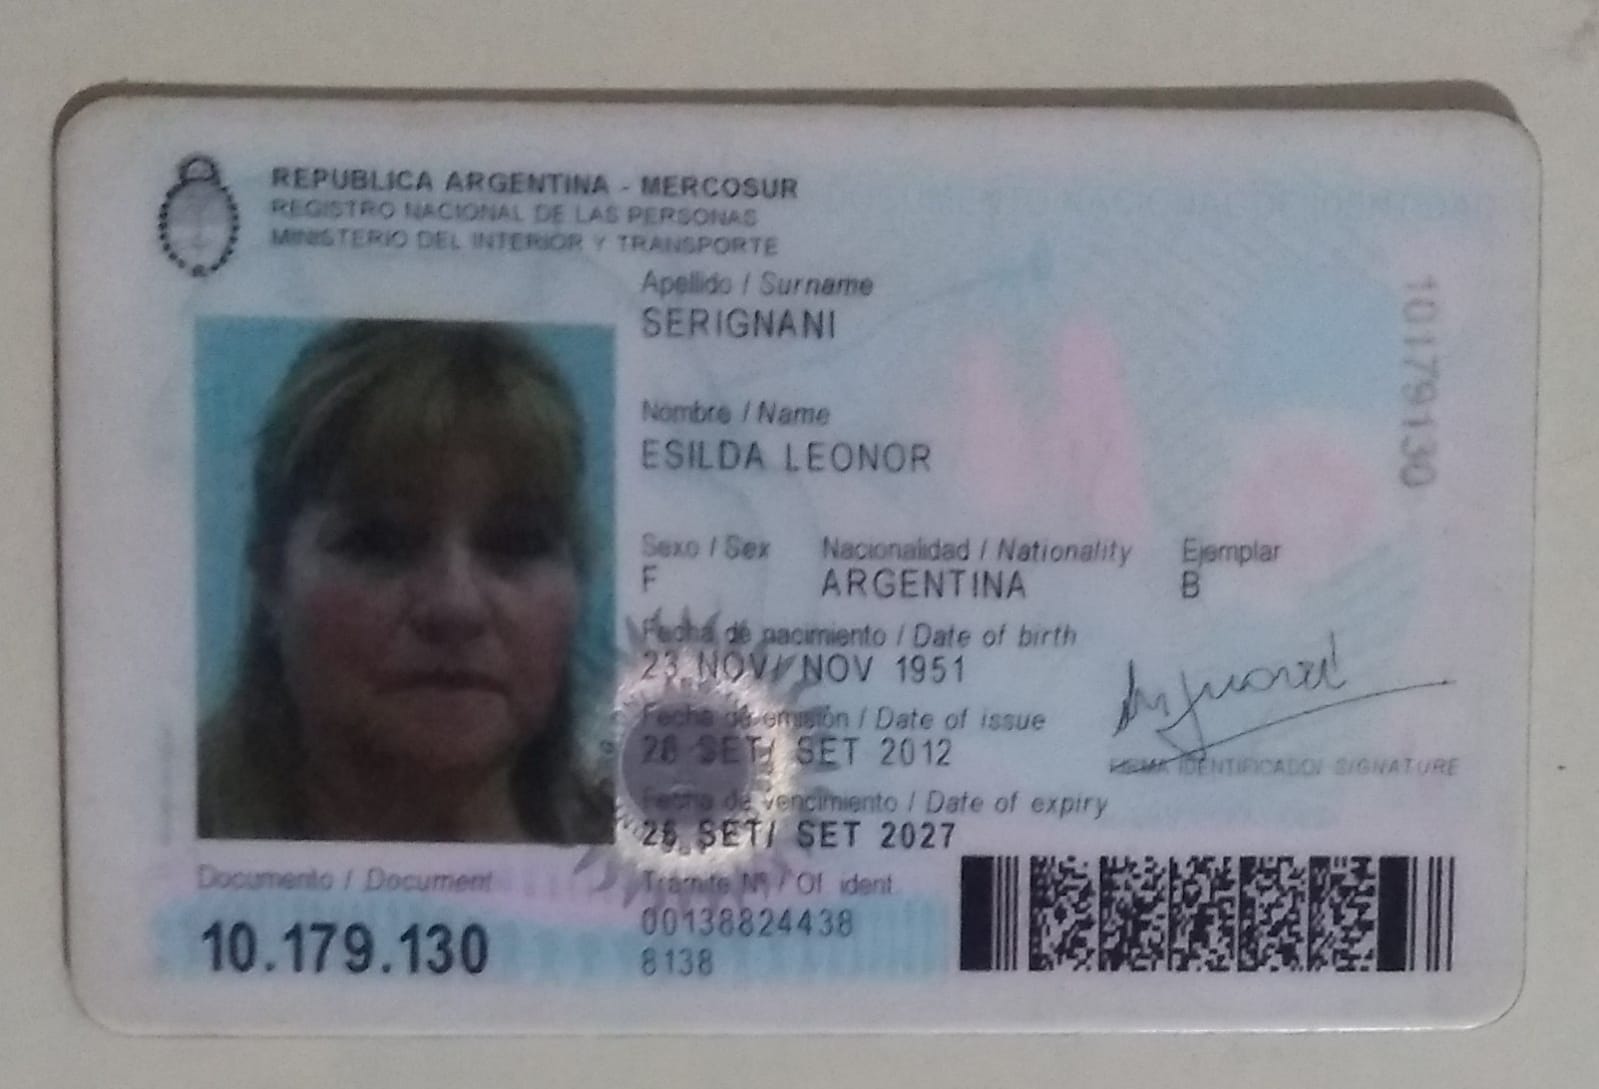 REPUBLICA ARGENTINA - MERCOSUR
REGISTRO NACIONAL DE LAS PERSONAS
MINISTERIO DEL INTERIOR Y TRANSPORTE
Apellido / Surname
SERIGNANI
Nombre / Name
ESILDA LEONOR
Sexo / Sex Nacionalidad / Nationality Ejemplar
F ARGENTINA B
Fecha de nacimiento / Date of birth
23 NOV/ NOV 1951
Fecha de emisión / Date of issue
SET/ SET 2012
Fecha de vencimiento / Date of expiry
SET/ SET 2027
FIRMA IDENTIFICADO/ SIGNATURE
Documento / Document
10.179.130
Trámite Nº / Of. ident.
00138824438
8138
10179130